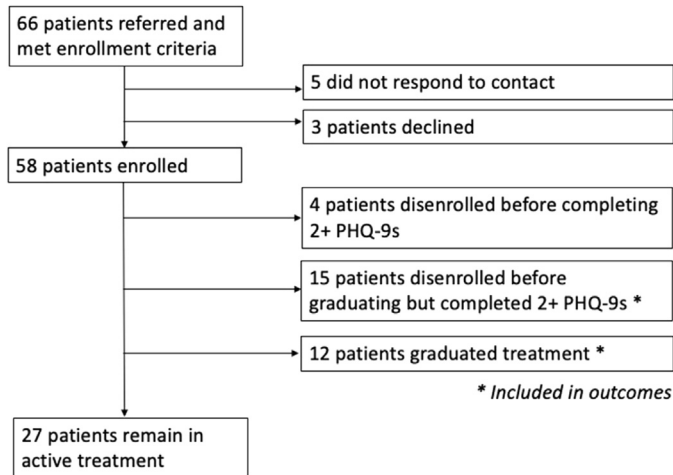 66 patients referred and
met enrollment criteria
5 did not respond to contact
3 patients declined
58 patients enrolled
4 patients disenrolled before completing
2+ PHQ-9s
15 patients disenrolled before
graduating but completed 2+ PHQ-9s *
12 patients graduated treatment *
* Included in outcomes
27 patients remain in
active treatment